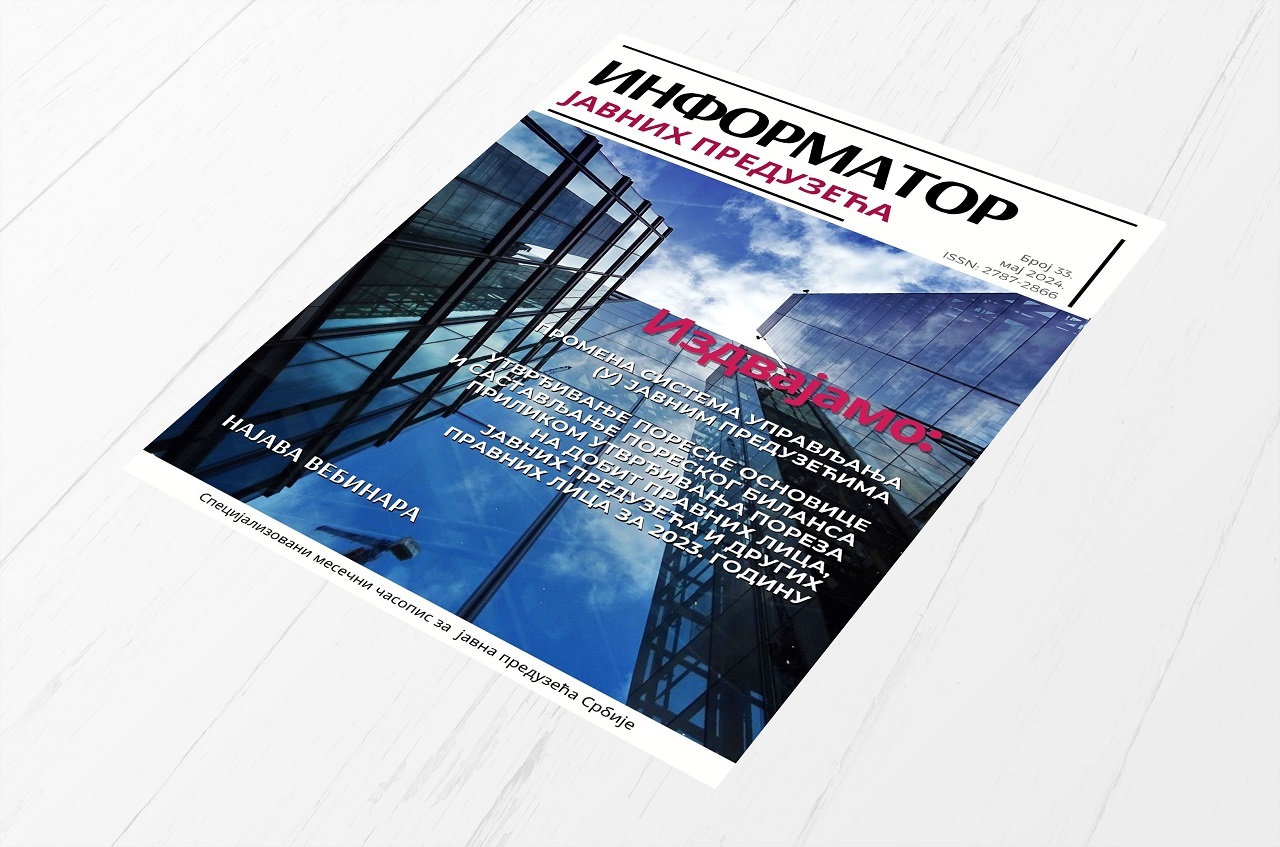 ИНФОРМАТОР
ЈАВНИХ ПРЕДУЗЕЋА
Број 33.
мај 2024.
ISSN: 2787-2866
Издвајамо:
ПРОМЕНА СИСТЕМА УПРАВЉАЊА
(У) ЈАВНИМ ПРЕДУЗЕЋИМА
УТВРЂИВАЊЕ ПОРЕСКЕ ОСНОВИЦЕ
И САСТАВЉАЊЕ ПОРЕСКОГ БИЛАНСА
ПРИЛИКОМ УТВРЂИВАЊА ПОРЕЗА
НА ДОБИТ ПРАВНИХ ЛИЦА,
ЈАВНИХ ПРЕДУЗЕЋА И ДРУГИХ
ПРАВНИХ ЛИЦА ЗА 2023. ГОДИНУ
НАЈАВА ВЕБИНАРА
Специјализовани месечни часопис за јавна предузећа Србије